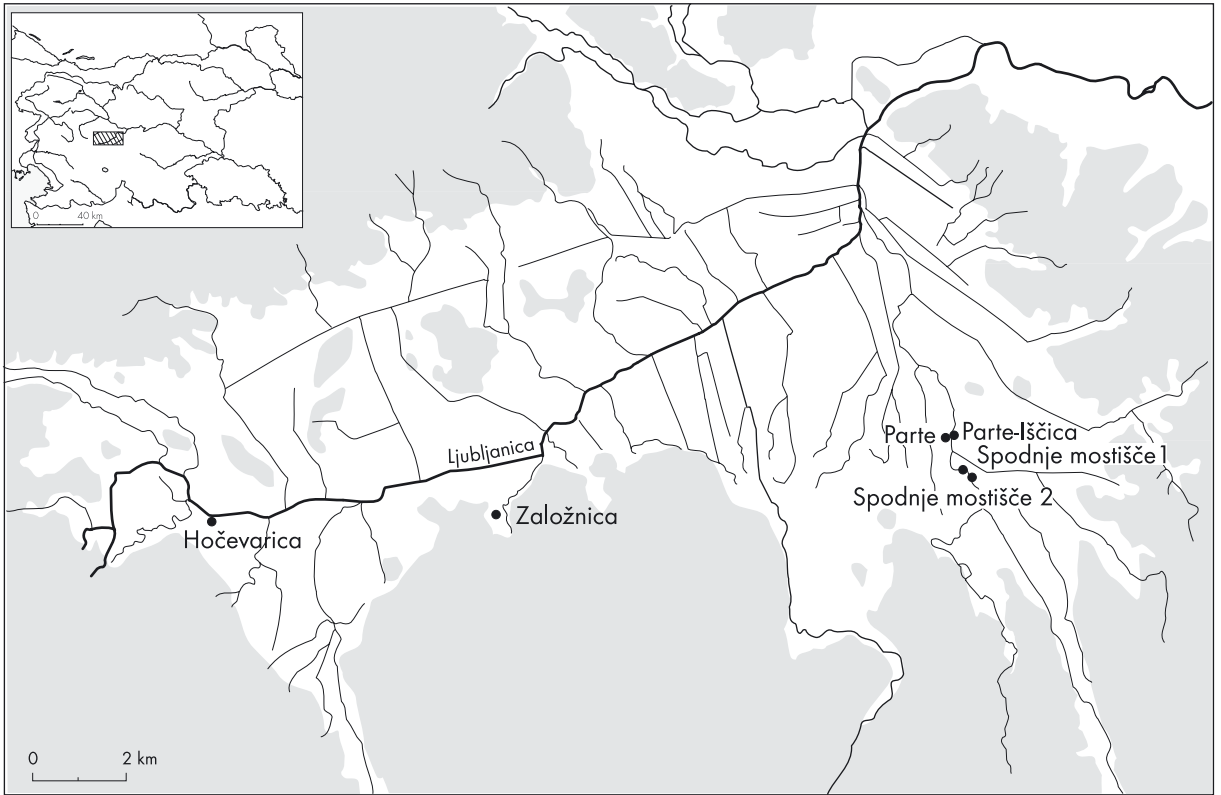 0 40 km
Ljubljanica
Parte
Parte-Iščica
Spodnje mostišče 1
Spodnje mostišče 2
Založnica
Hočevarica
0 2 km